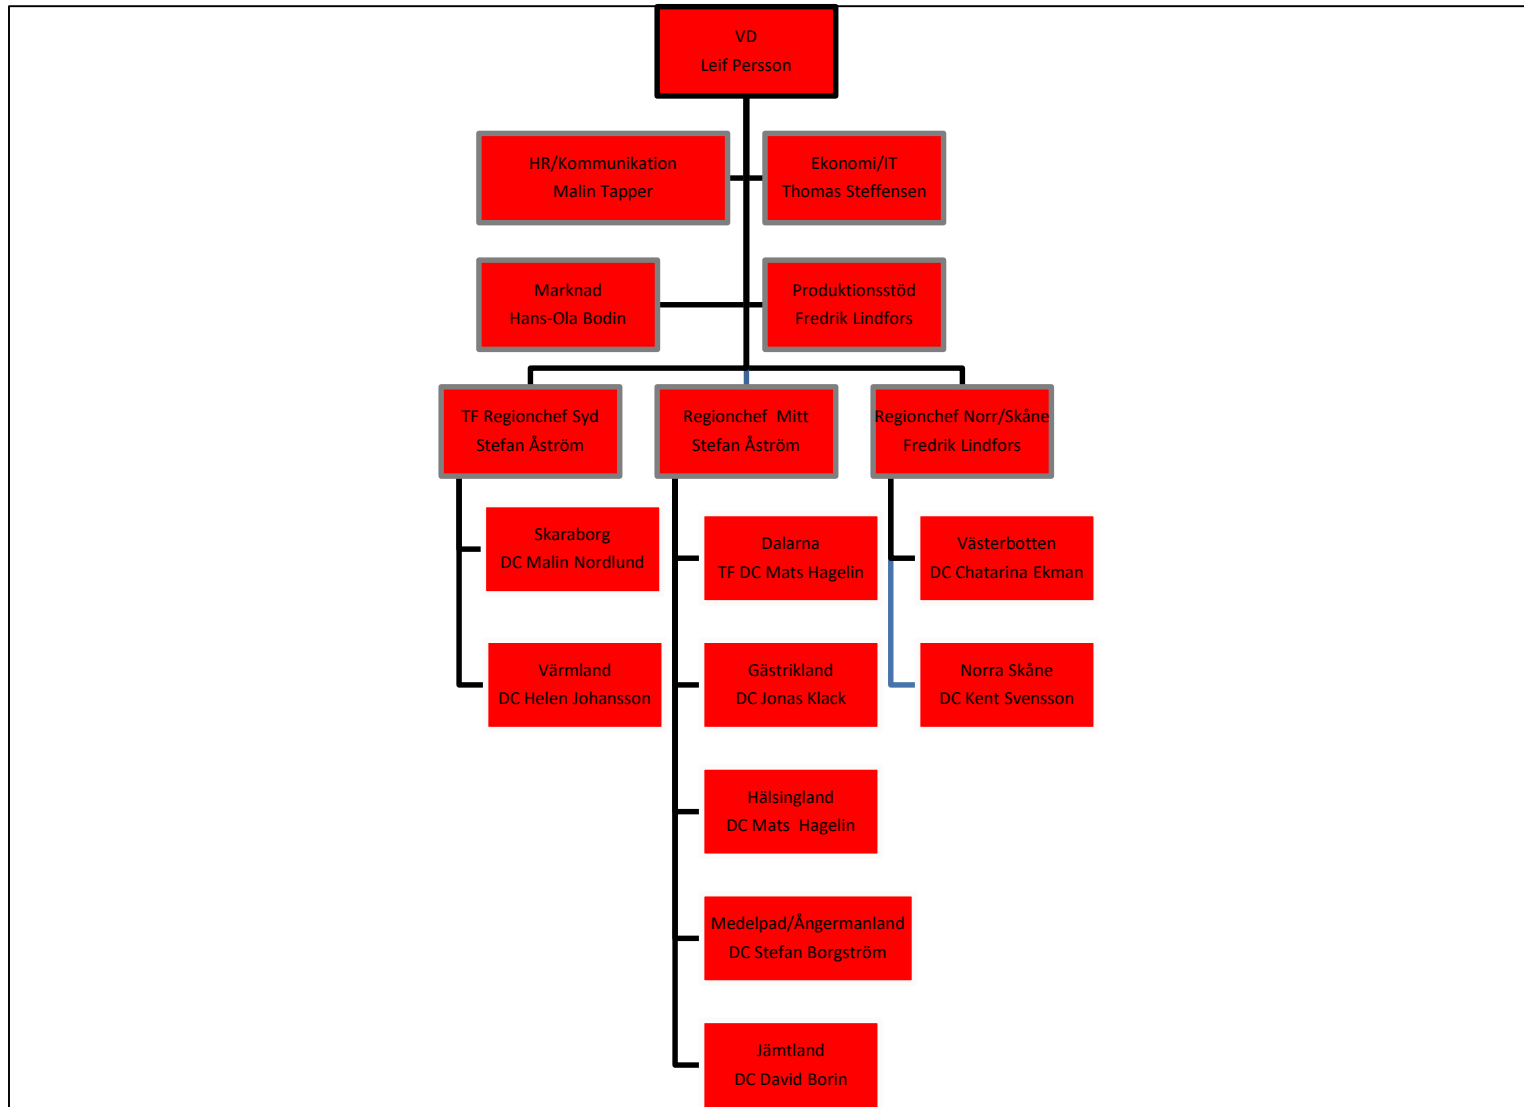 VD
Leif Persson
HR/Kommunikation
Malin Tapper
Ekonomi/IT
Thomas Steffensen
Marknad
Hans-Ola Bodin
Produktionsstöd
Fredrik Lindfors
TF Regionchef Syd
Stefan Åström
Regionchef  Mitt
Stefan Åström
Regionchef Norr/Skåne
Fredrik Lindfors
Skaraborg
DC Malin Nordlund
Värmland
DC Helen Johansson
Dalarna
TF DC Mats Hagelin
Gästrikland
DC Jonas Klack
Hälsingland
DC Mats  Hagelin
Medelpad/Ångermanland
DC Stefan Borgström
Jämtland
DC David Borin
Västerbotten
DC Chatarina Ekman
Norra Skåne
DC Kent Svensson